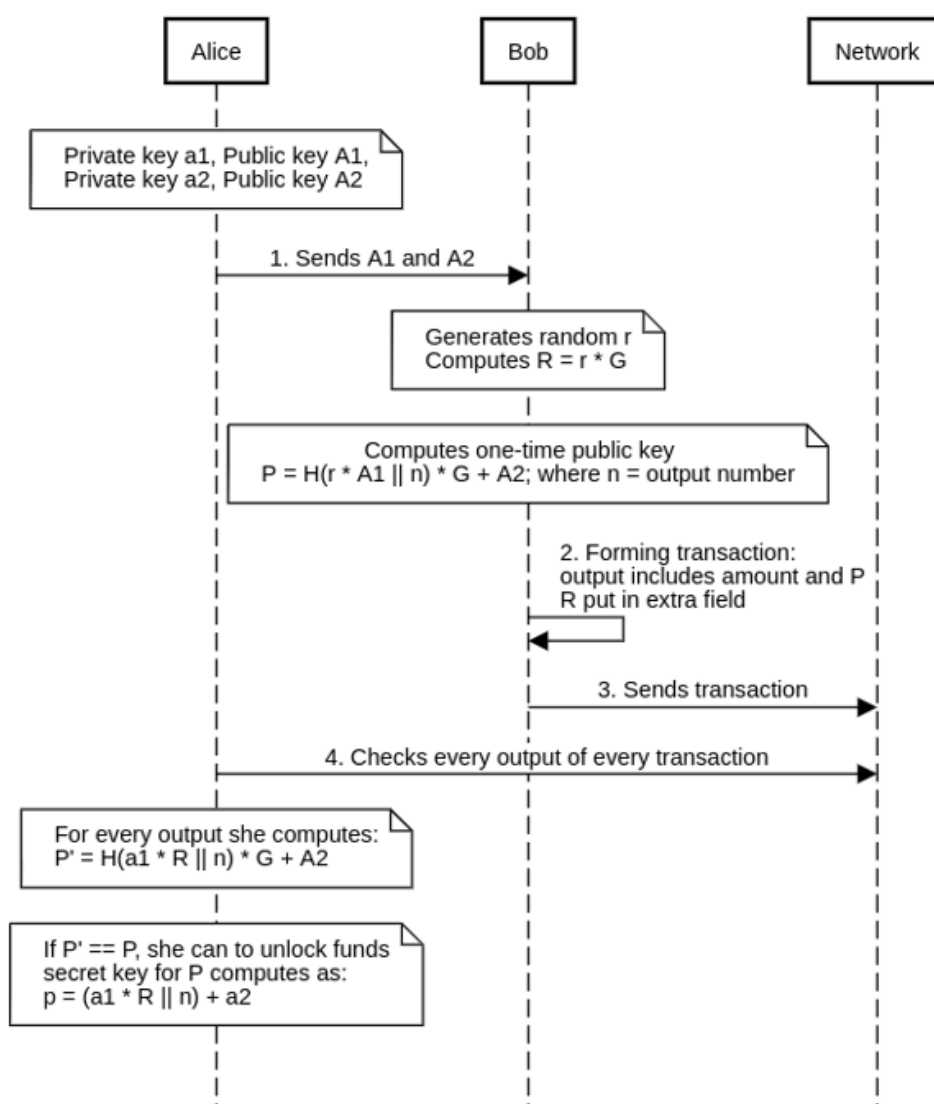 Alice
Bob
Network
Private key a1, Public key A1,
Private key a2, Public key A2
1. Sends A1 and A2
Generates random r
Computes R = r * G
Computes one-time public key
P = H(r * A1 || n) * G + A2; where n = output number
2. Forming transaction:
output includes amount and P
R put in extra field
3. Sends transaction
4. Checks every output of every transaction
For every output she computes:
P' = H(a1 * R || n) * G + A2
If P' == P, she can to unlock funds
secret key for P computes as:
p = (a1 * R || n) + a2